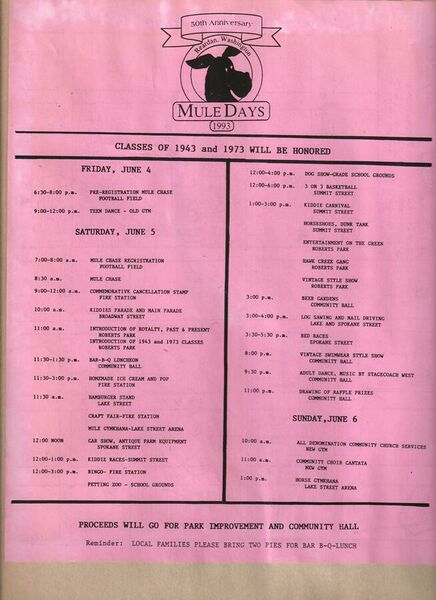 50th Anniversary
Reardan, Washington
MULE DAYS
1993
CLASSES OF 1943 and 1973 WILL BE HONORED
FRIDAY, JUNE 4
6:30-8:00 p.m. PRE-REGISTRATION MULE CHASE
FOOTBALL FIELD
9:00-12:00 p.m. TEEN DANCE - OLD GYM
SATURDAY, JUNE 5
7:00-8:00 a.m. MULE CHASE REGISTRATION
FOOTBALL FIELD
8:30 a.m. MULE CHASE
9:00-12:00 a.m. COMMEMORATIVE CANCELLATION STAMP
FIRE STATION
10:00 a.m. KIDDIES PARADE AND MAIN PARADE
BROADWAY STREET
11:00 a.m. INTRODUCTION OF ROYALTY, PAST & PRESENT
ROBERTS PARK
INTRODUCTION OF 1943 and 1973 CLASSES
ROBERTS PARK
11:30-1:30 p.m. BAR-B-Q LUNCHEON
COMMUNITY HALL
11:30-3:00 p.m. HOMEMADE ICE CREAM AND POP
FIRE STATION
11:30 a.m. HAMBURGER STAND
LAKE STREET
CRAFT FAIR-FIRE STATION
MULE GYMKHANA-LAKE STREET ARENA
12:00 NOON CAR SHOW, ANTIQUE FARM EQUIPMENT
SPOKANE STREET
12:00-1:00 p.m. KIDDIE RACES-SUMMIT STREET
12:00-3:00 p.m. BINGO- FIRE STATION
PETTING ZOO - SCHOOL GROUNDS
12:00-4:00 p.m. DOG SHOW-GRADE SCHOOL GROUNDS
12:00-6:00 p.m. 3 ON 3 BASKETBALL
SUMMIT STREET
1:00-3:00 p.m. KIDDIE CARNIVAL
SUMMIT STREET
HORSESHOES, DUNK TANK
SUMMIT STREET
ENTERTAINMENT ON THE GREEN
ROBERTS PARK
HAWK CREEK GANG
ROBERTS PARK
VINTAGE STYLE SHOW
ROBERTS PARK
3:00 p.m. BEER GARDENS
COMMUNITY HALL
3:00-4:00 p.m. LOG SAWING AND NAIL DRIVING
LAKE AND SPOKANE STREET
3:30-5:30 p.m. BED RACES
SPOKANE STREET
8:00 p.m. VINTAGE SWIMWEAR STYLE SHOW
COMMUNITY HALL
9:30 p.m. ADULT DANCE, MUSIC BY STAGECOACH WEST
COMMUNITY HALL
11:00 p.m. DRAWING OF RAFFLE PRIZES
COMMUNITY HALL
SUNDAY, JUNE 6
10:00 a.m. ALL DENOMINATION COMMUNITY CHURCH SERVICES
NEW GYM
11:00 a.m. COMMUNITY CHOIR CANTATA
NEW GYM
1:00 p.m. HORSE GYMKHANA
LAKE STREET ARENA
PROCEEDS WILL GO FOR PARK IMPROVEMENT AND COMMUNITY HALL
Reminder: LOCAL FAMILIES PLEASE BRING TWO PIES FOR BAR B-Q-LUNCH